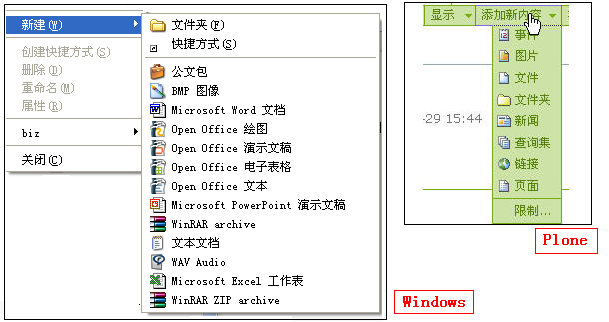 新建(W)
创建快捷方式(S)
删除(D)
重命名(M)
属性(R)
biz
关闭(C)
文件夹(F)
快捷方式(S)
公文包
BMP 图像
Microsoft Word 文档
Open Office 绘图
Open Office 演示文稿
Open Office 电子表格
Open Office 文本
Microsoft PowerPoint 演示文稿
WinRAR archive
文本文档
WAV Audio
Microsoft Excel 工作表
WinRAR ZIP archive
Windows
显示 添加新内容
事件
图片
文件
文件夹
新闻
查询集
链接
页面
限制...
-29 15:44
Plone